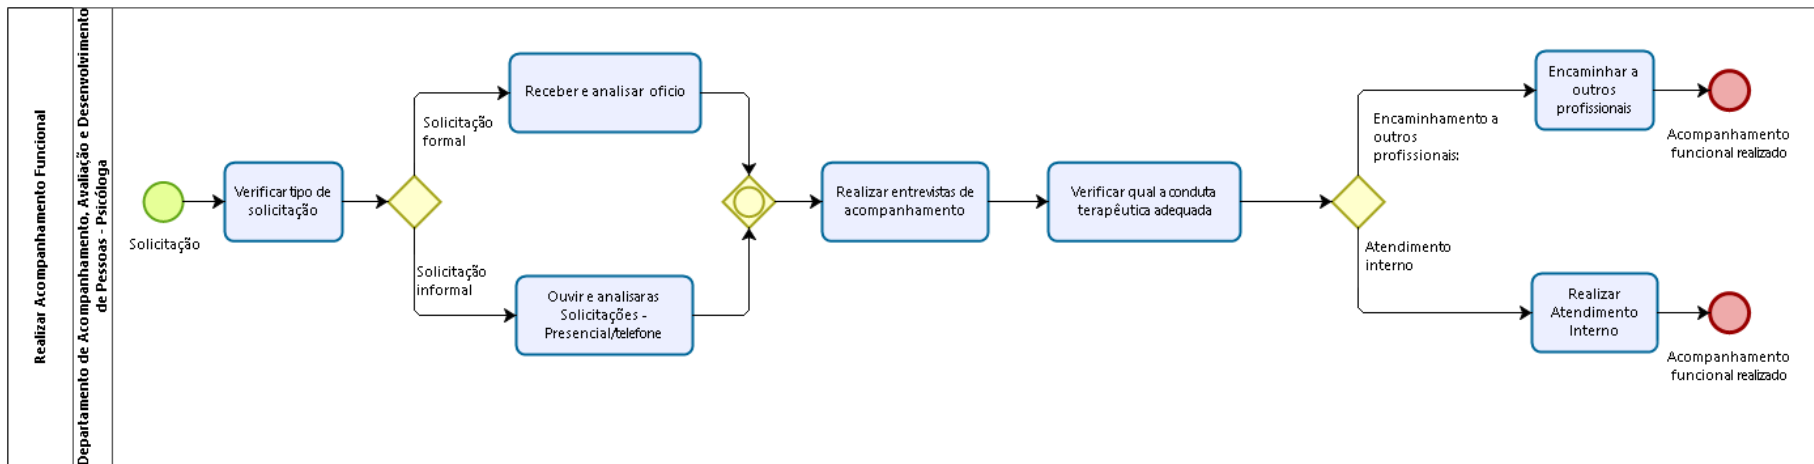 Realizar Acompanhamento Funcional
Departamento de Acompanhamento, Avaliação e Desenvolvimento
de Pessoas - Psicóloga
Solicitação
Verificar tipo de
solicitação
Solicitação
formal
Solicitação
informal
Receber e analisar oficio
Ouvir e analisar as
Solicitações -
Presencial/telefone
Realizar entrevistas de
acompanhamento
Verificar qual a conduta
terapêutica adequada
Encaminhamento a
outros
profissionais:
Atendimento
interno
Encaminhar a
outros
profissionais
Acompanhamento
funcional realizado
Realizar
Atendimento
Interno
Acompanhamento
funcional realizado